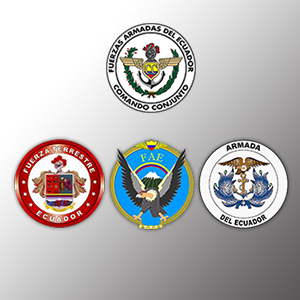 FUERZAS ARMADAS DEL ECUADOR
COMANDO CONJUNTO
FUERZA TERRESTRE
ECUADOR
FAE
ARMADA
DEL ECUADOR